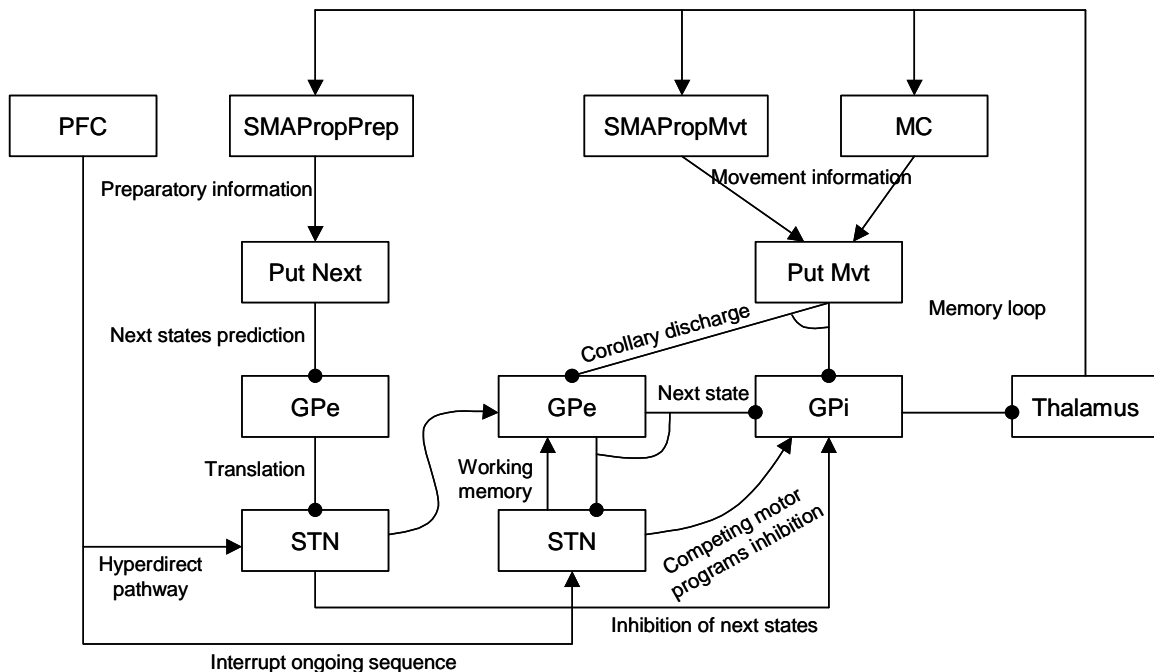 PFC
SMAPropPrep
SMAPropMvt
MC
Preparatory information
Movement information
Put Next
Put Mvt
Next states prediction
Corollary discharge
Memory loop
GPe
GPe
Next state
GPi
Thalamus
Translation
Working
memory
STN
STN
Competing motor
programs inhibition
Hyperdirect
pathway
Inhibition of next states
Interrupt ongoing sequence